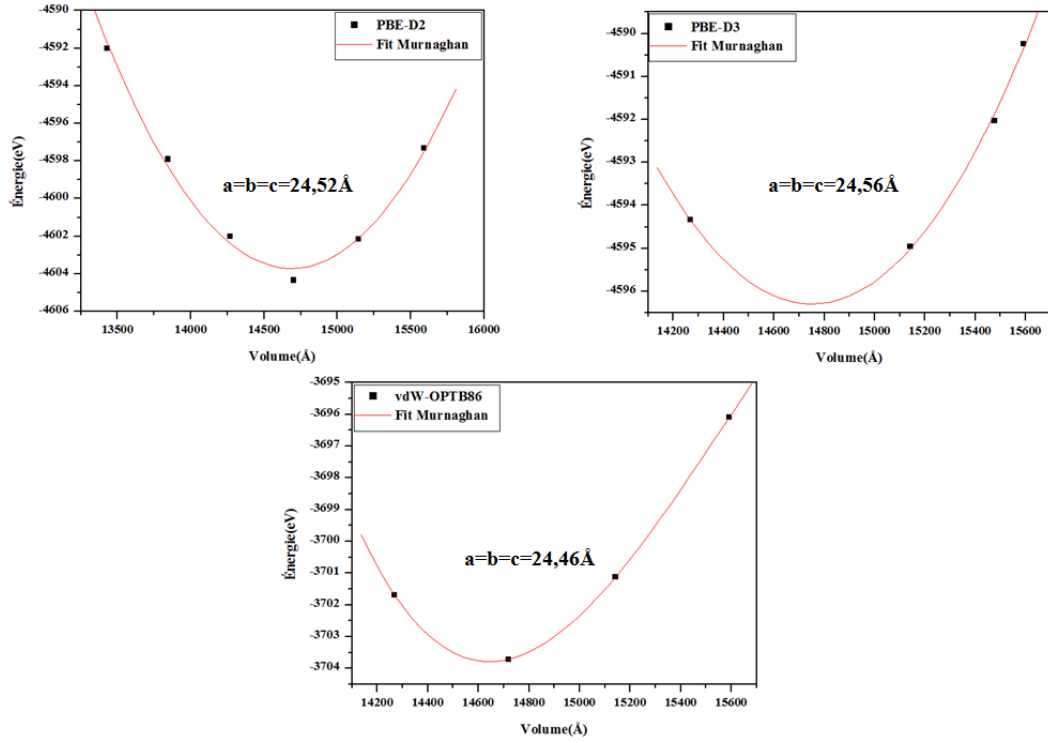 PBE-D2
Fit Murnaghan
a=b=c=24,52Å
Énergie(eV)
-4590
-4592
-4594
-4596
-4598
-4600
-4602
-4604
-4606
13500 14000 14500 15000 15500 16000
Volume(Å)
PBE-D3
Fit Murnaghan
a=b=c=24,56Å
Énergie(eV)
-4590
-4591
-4592
-4593
-4594
-4595
-4596
14200 14400 14600 14800 15000 15200 15400 15600
Volume(Å)
vdW-OPTB86
Fit Murnaghan
a=b=c=24,46Å
Énergie(eV)
-3695
-3696
-3697
-3698
-3699
-3700
-3701
-3702
-3703
-3704
14200 14400 14600 14800 15000 15200 15400 15600
Volume(Å)